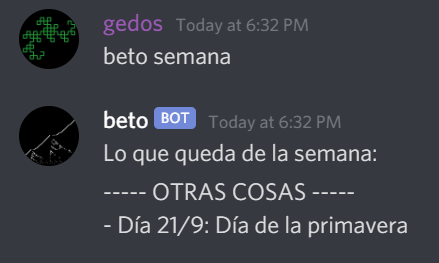 gedos Today at 6:32 PM
beto semana
beto BOT Today at 6:32 PM
Lo que queda de la semana:
----- OTRAS COSAS -----
- Día 21/9: Día de la primavera